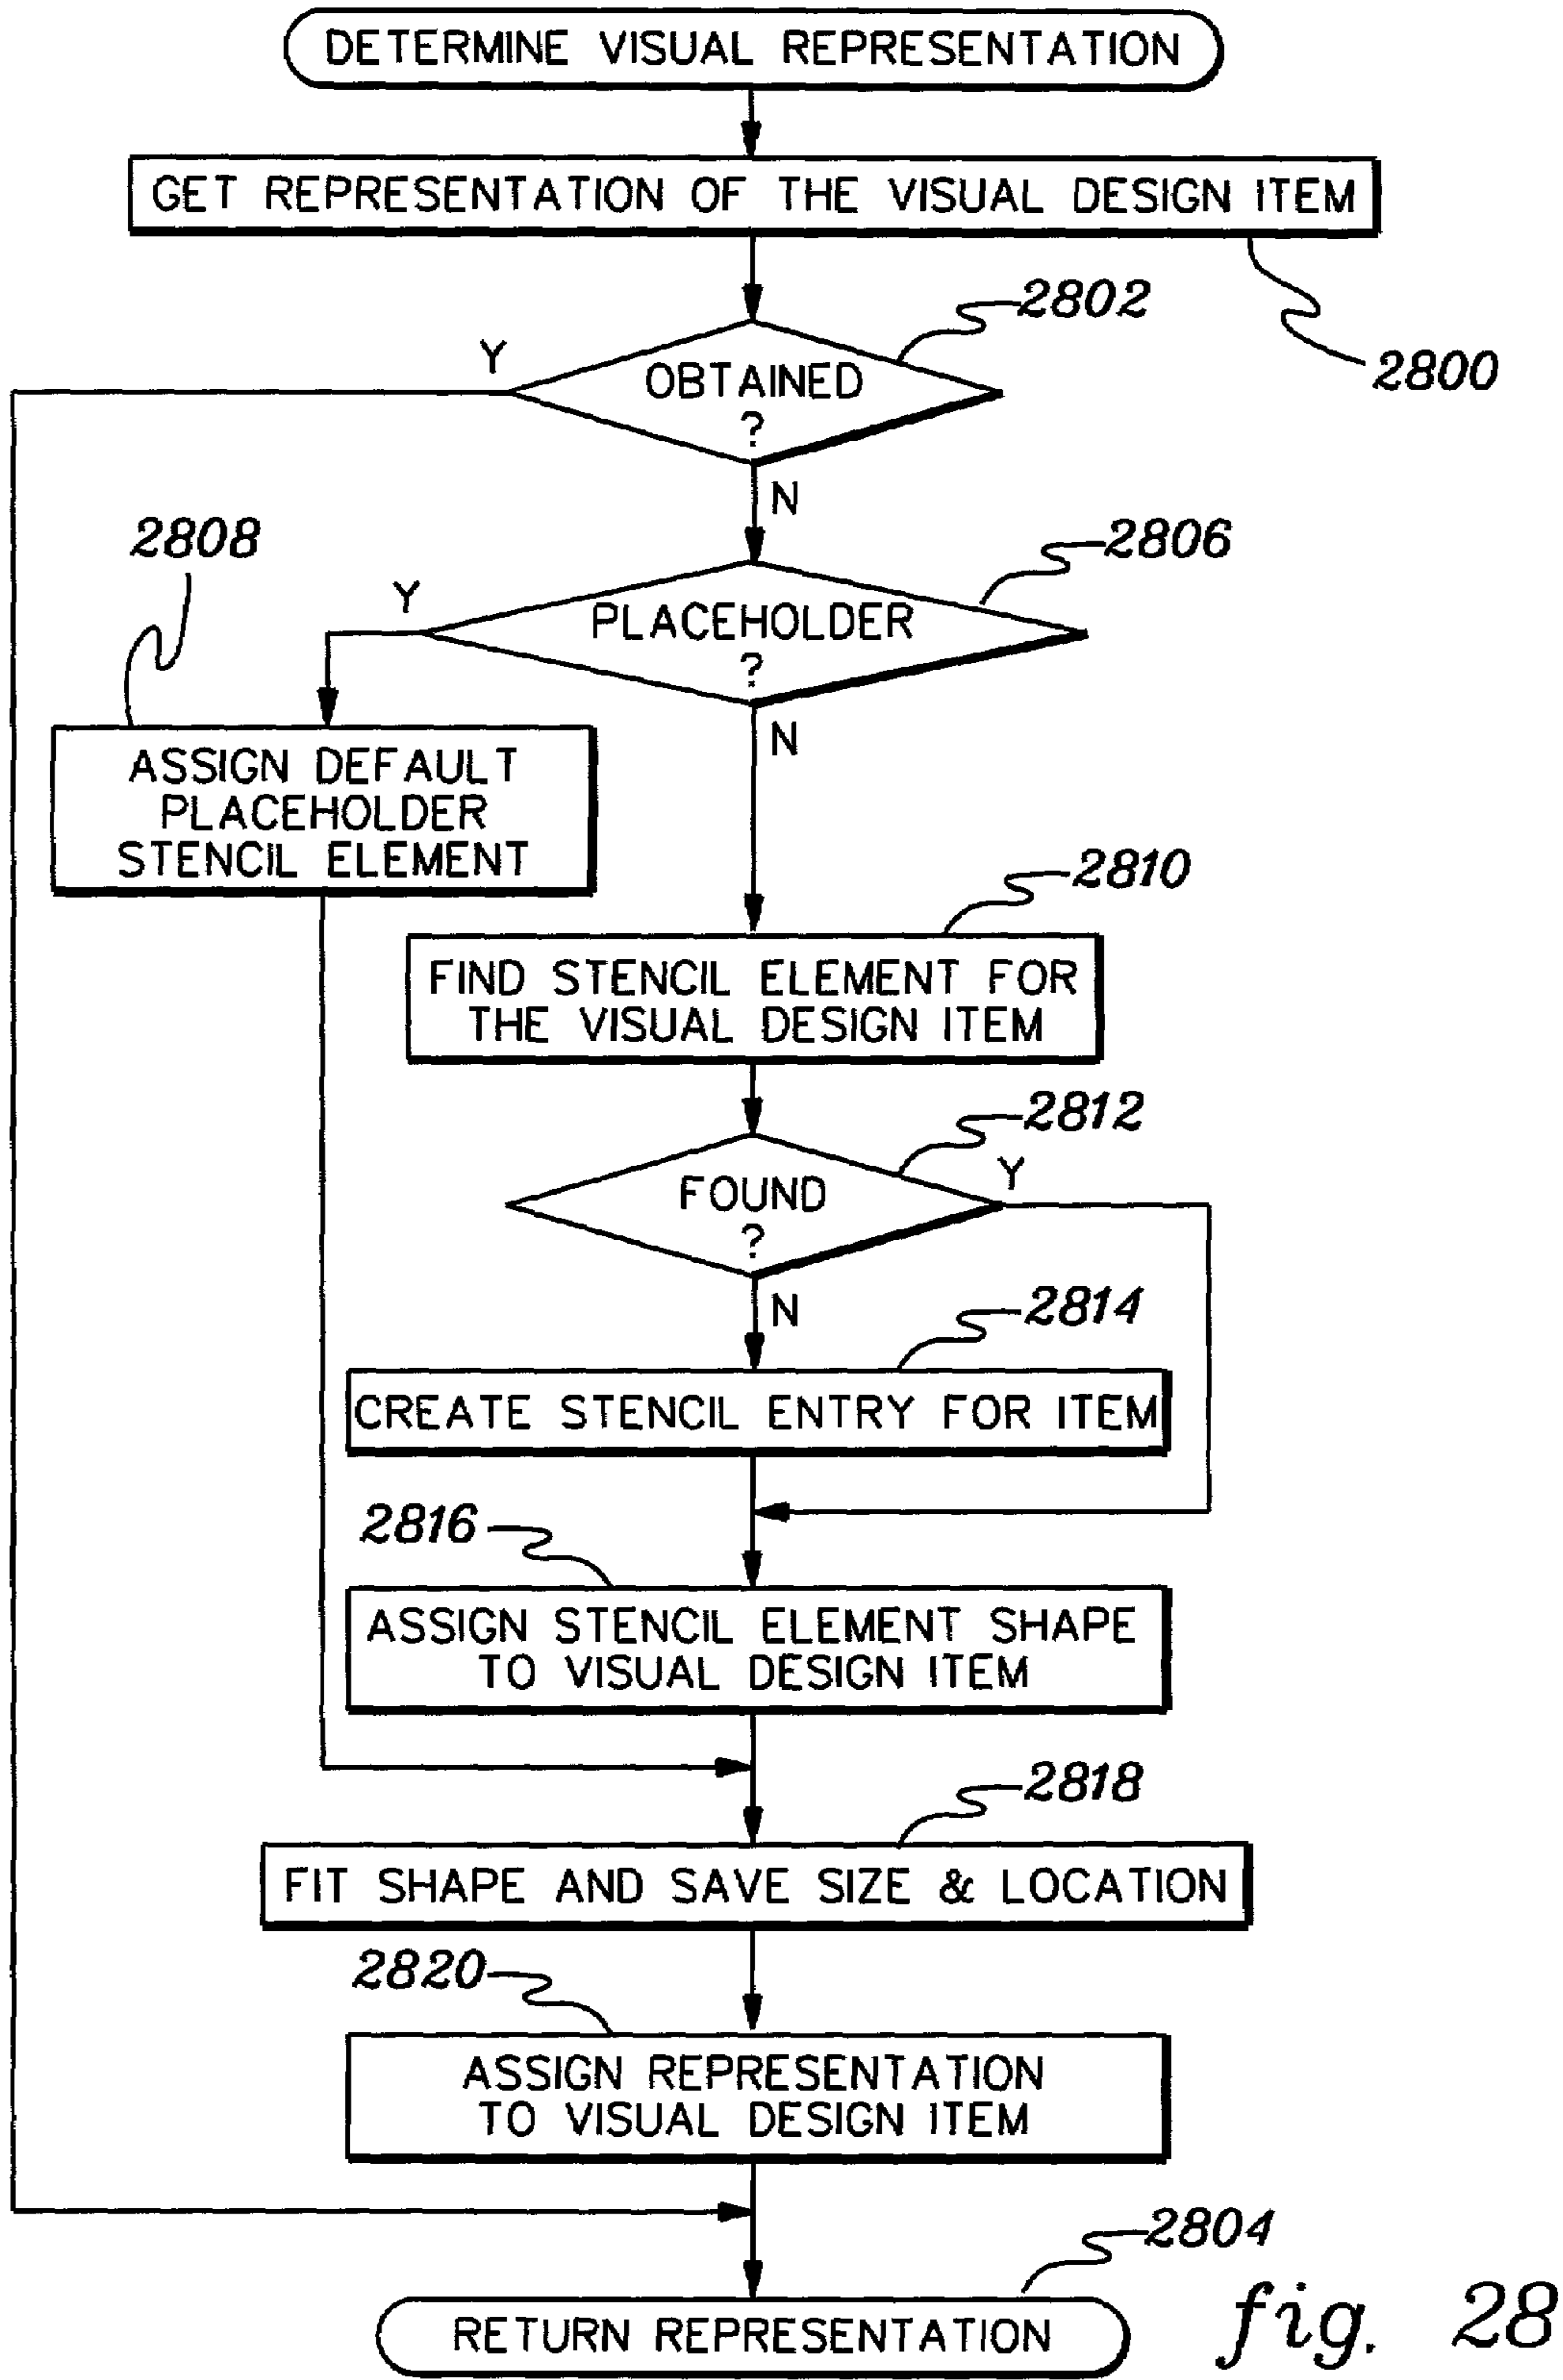 DETERMINE VISUAL REPRESENTATION
GET REPRESENTATION OF THE VISUAL DESIGN ITEM
2800
2802
Y
OBTAINED
?
N
2806
2808
Y
PLACEHOLDER
?
N
ASSIGN DEFAULT
PLACEHOLDER
STENCIL ELEMENT
2810
FIND STENCIL ELEMENT FOR
THE VISUAL DESIGN ITEM
2812
Y
FOUND
?
N
2814
CREATE STENCIL ENTRY FOR ITEM
2816
ASSIGN STENCIL ELEMENT SHAPE
TO VISUAL DESIGN ITEM
2818
FIT SHAPE AND SAVE SIZE & LOCATION
2820
ASSIGN REPRESENTATION
TO VISUAL DESIGN ITEM
2804
RETURN REPRESENTATION
fig. 28